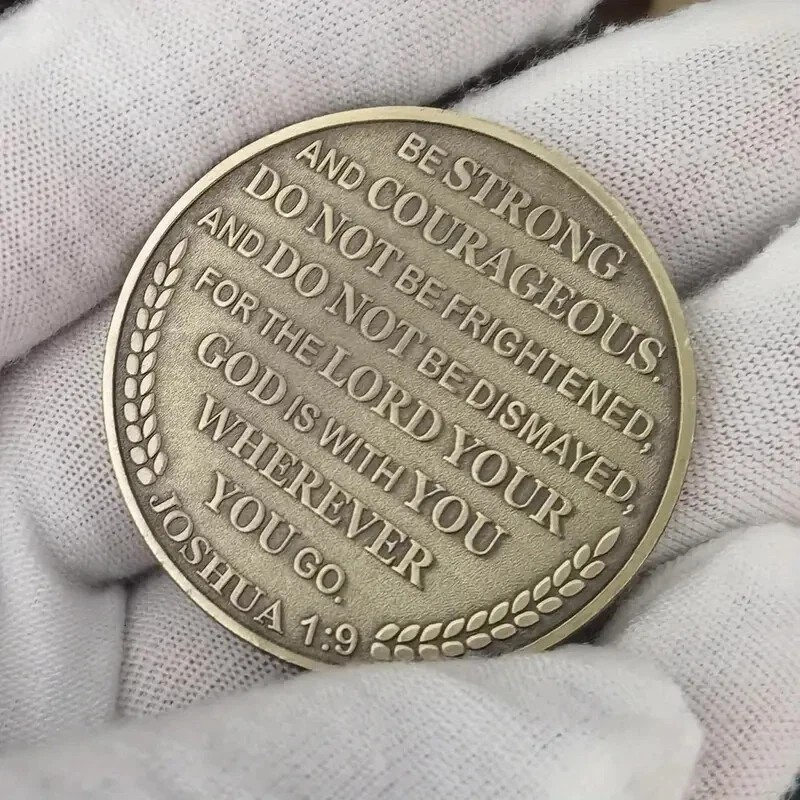 BE STRONG
AND COURAGEOUS.
DO NOT BE FRIGHTENED,
AND DO NOT BE DISMAYED,
FOR THE LORD YOUR
GOD IS WITH YOU
WHEREVER
YOU GO.
JOSHUA 1:9